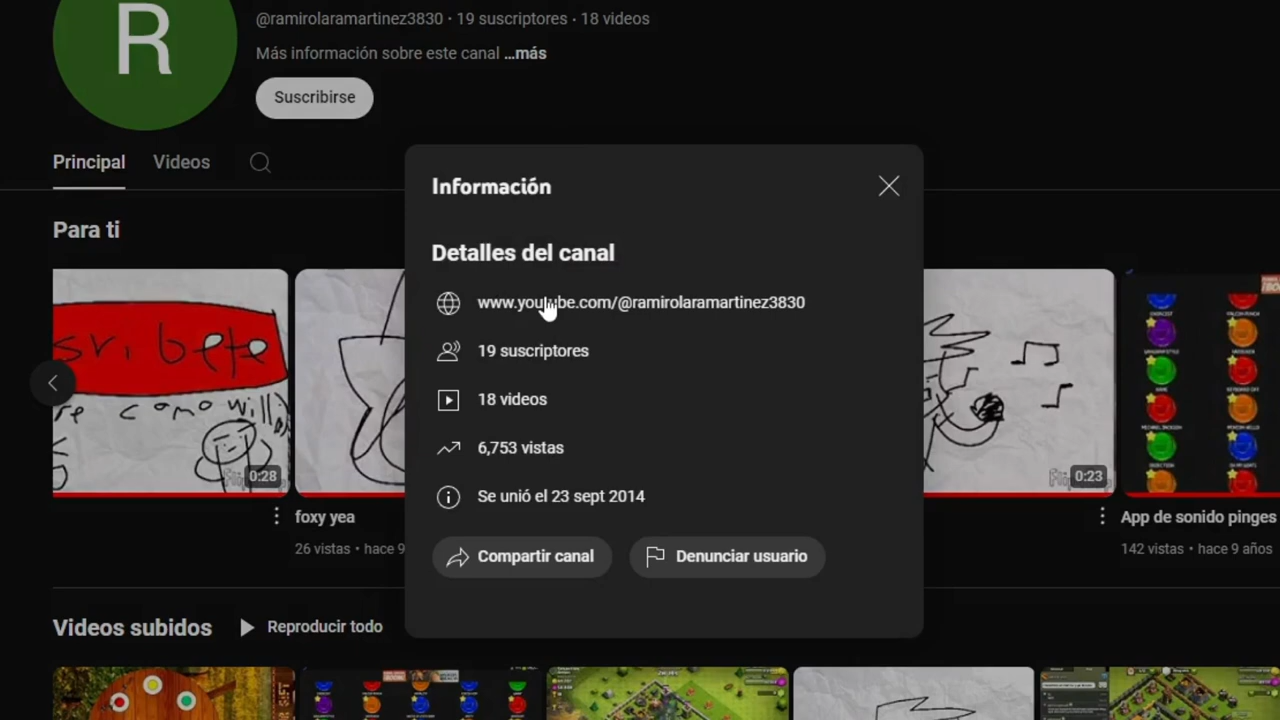 R
@ramirolaramartinez3830 · 19 suscriptores · 18 videos
Más información sobre este canal ...más
Suscribirse
Principal Videos
Información
Detalles del canal
www.youtube.com/@ramirolaramartinez3830
19 suscriptores
18 videos
6,753 vistas
Se unió el 23 sept 2014
Compartir canal Denunciar usuario
Para ti
0:28
0:23
foxy yea
26 vistas · hace 9
App de sonido pinges
142 vistas · hace 9 años
Videos subidos Reproducir todo